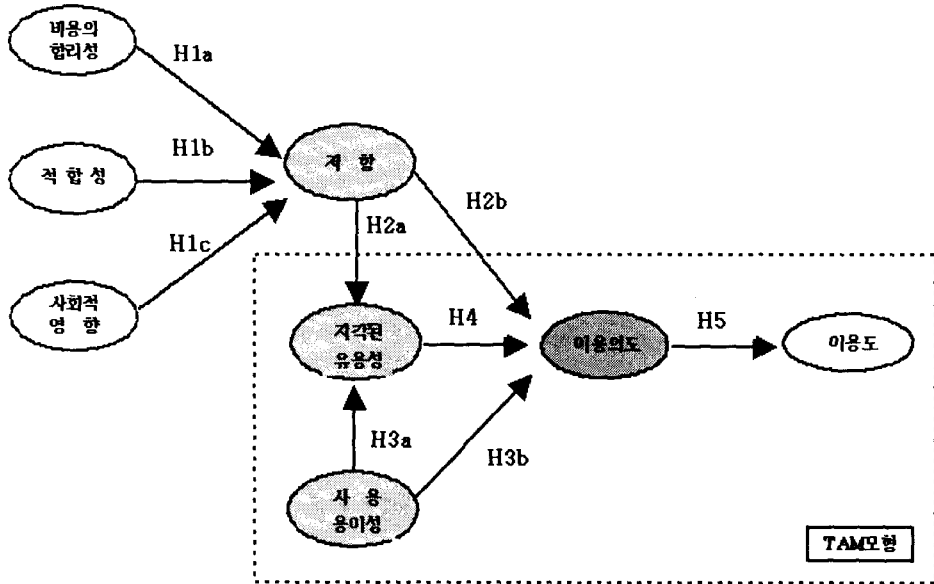 비용의
합리성
H1a
적합성
H1b
저 항
H2b
H2a
H1c
사회적
영 향
지각된
유용성
H4
이용의도
H5
이용도
H3a
H3b
사 용
용이성
TAM모형